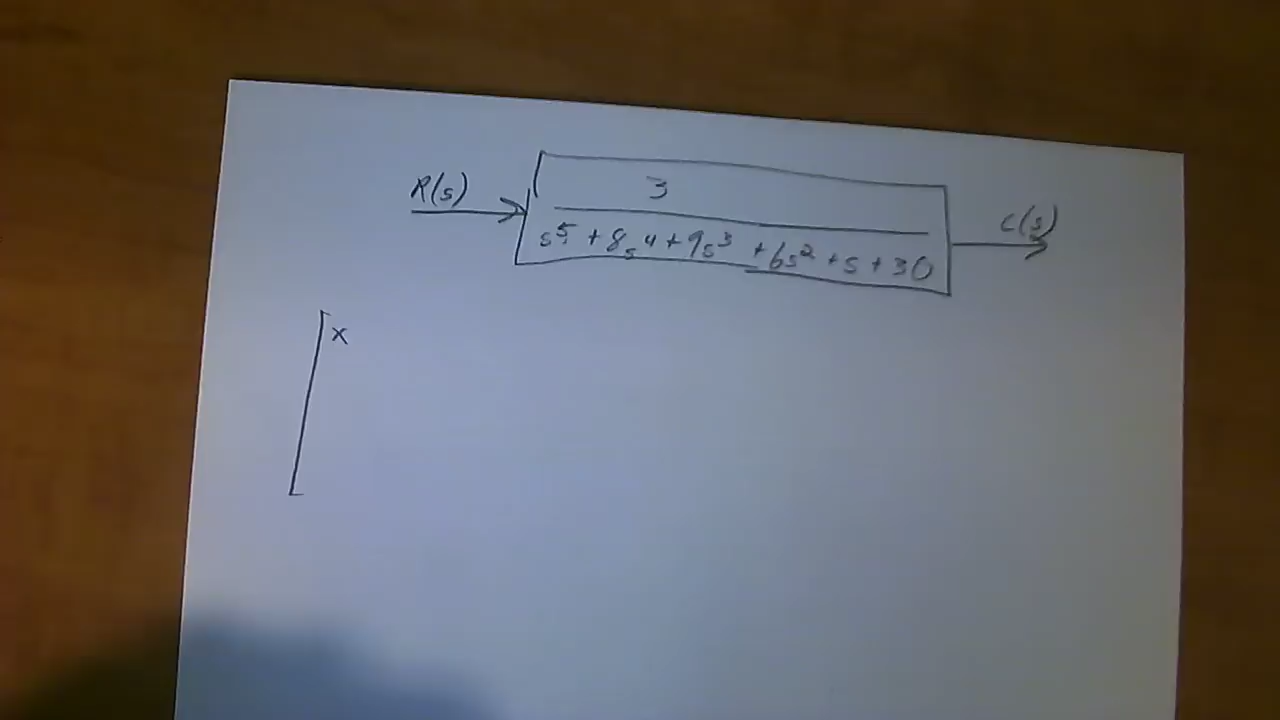 R(s)
3
C(s)
s⁵ + 8s⁴ + 9s³ + 6s² + s + 30
x